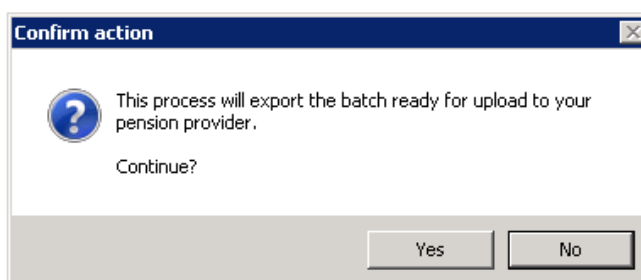 Confirm action
This process will export the batch ready for upload to your
pension provider.
Continue?
Yes
No